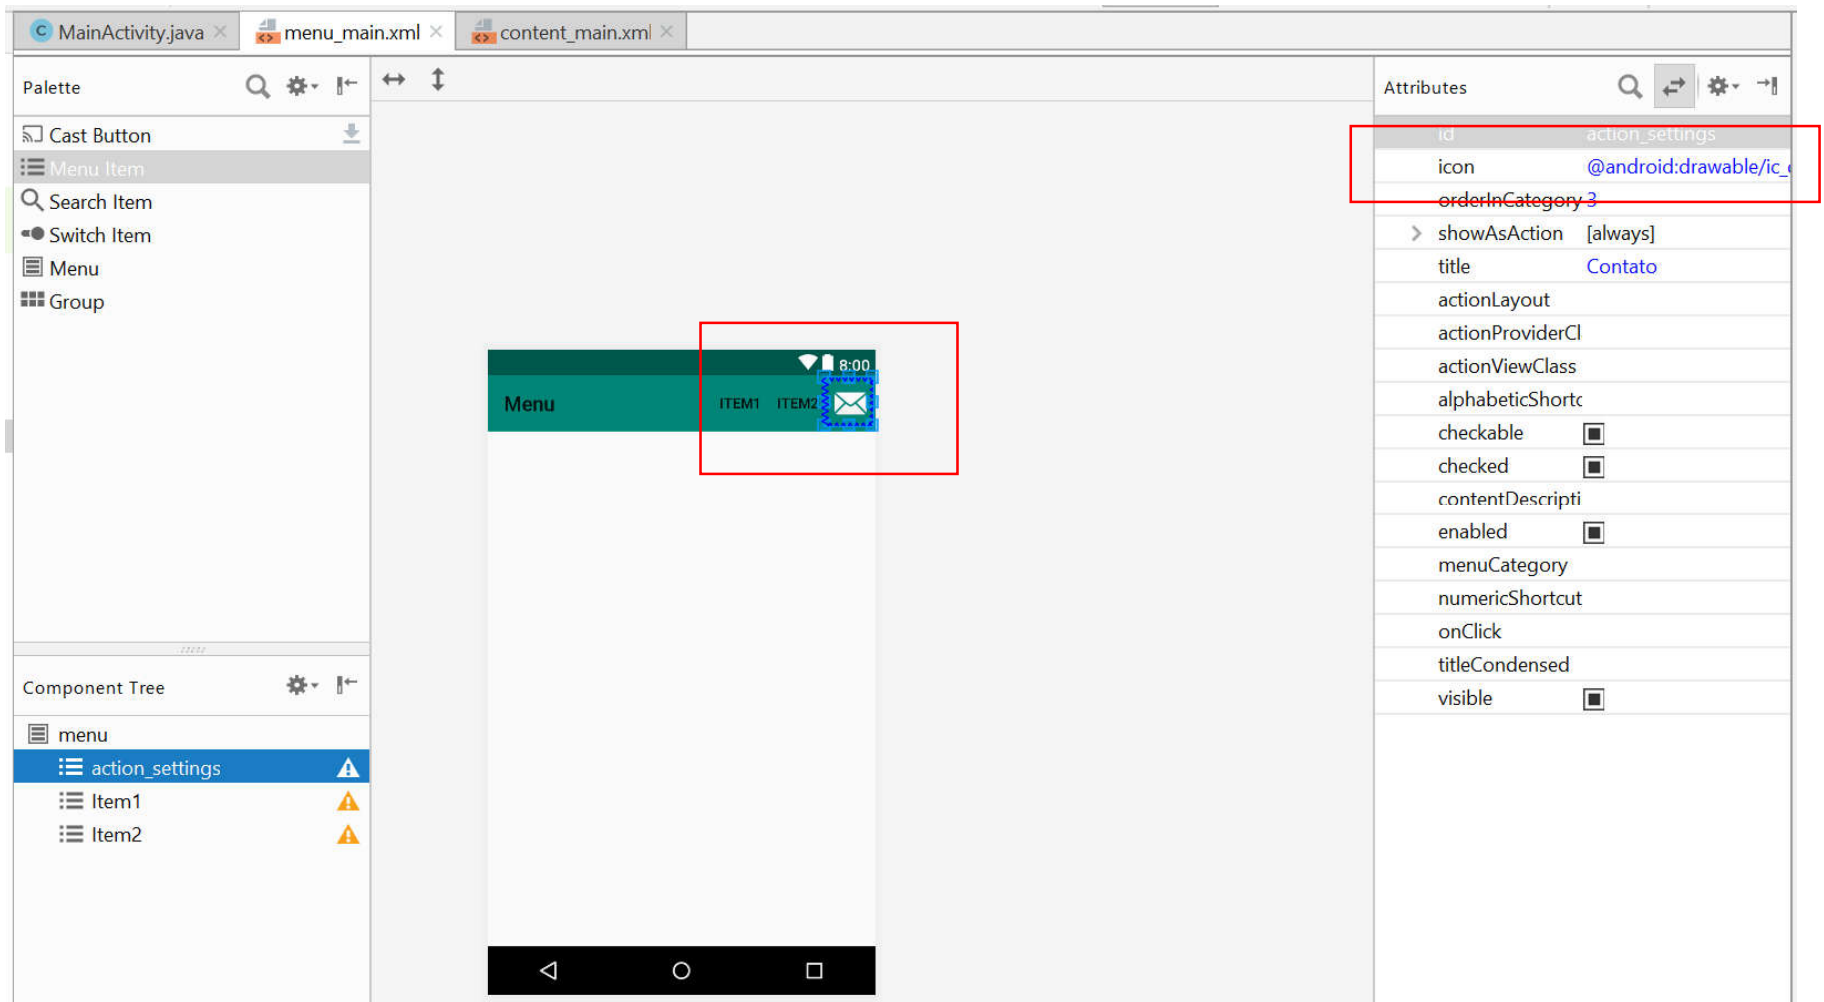 MainActivity.java
menu_main.xml
content_main.xml
Palette
Cast Button
Menu Item
Search Item
Switch Item
Menu
Group
Component Tree
menu
action_settings
Item1
Item2
8:00
Menu ITEM1 ITEM2
Attributes
id action_settings
icon @android:drawable/ic_
orderInCategory 3
showAsAction [always]
title Contato
actionLayout
actionProviderCl
actionViewClass
alphabeticShortc
checkable
checked
contentDescripti
enabled
menuCategory
numericShortcut
onClick
titleCondensed
visible